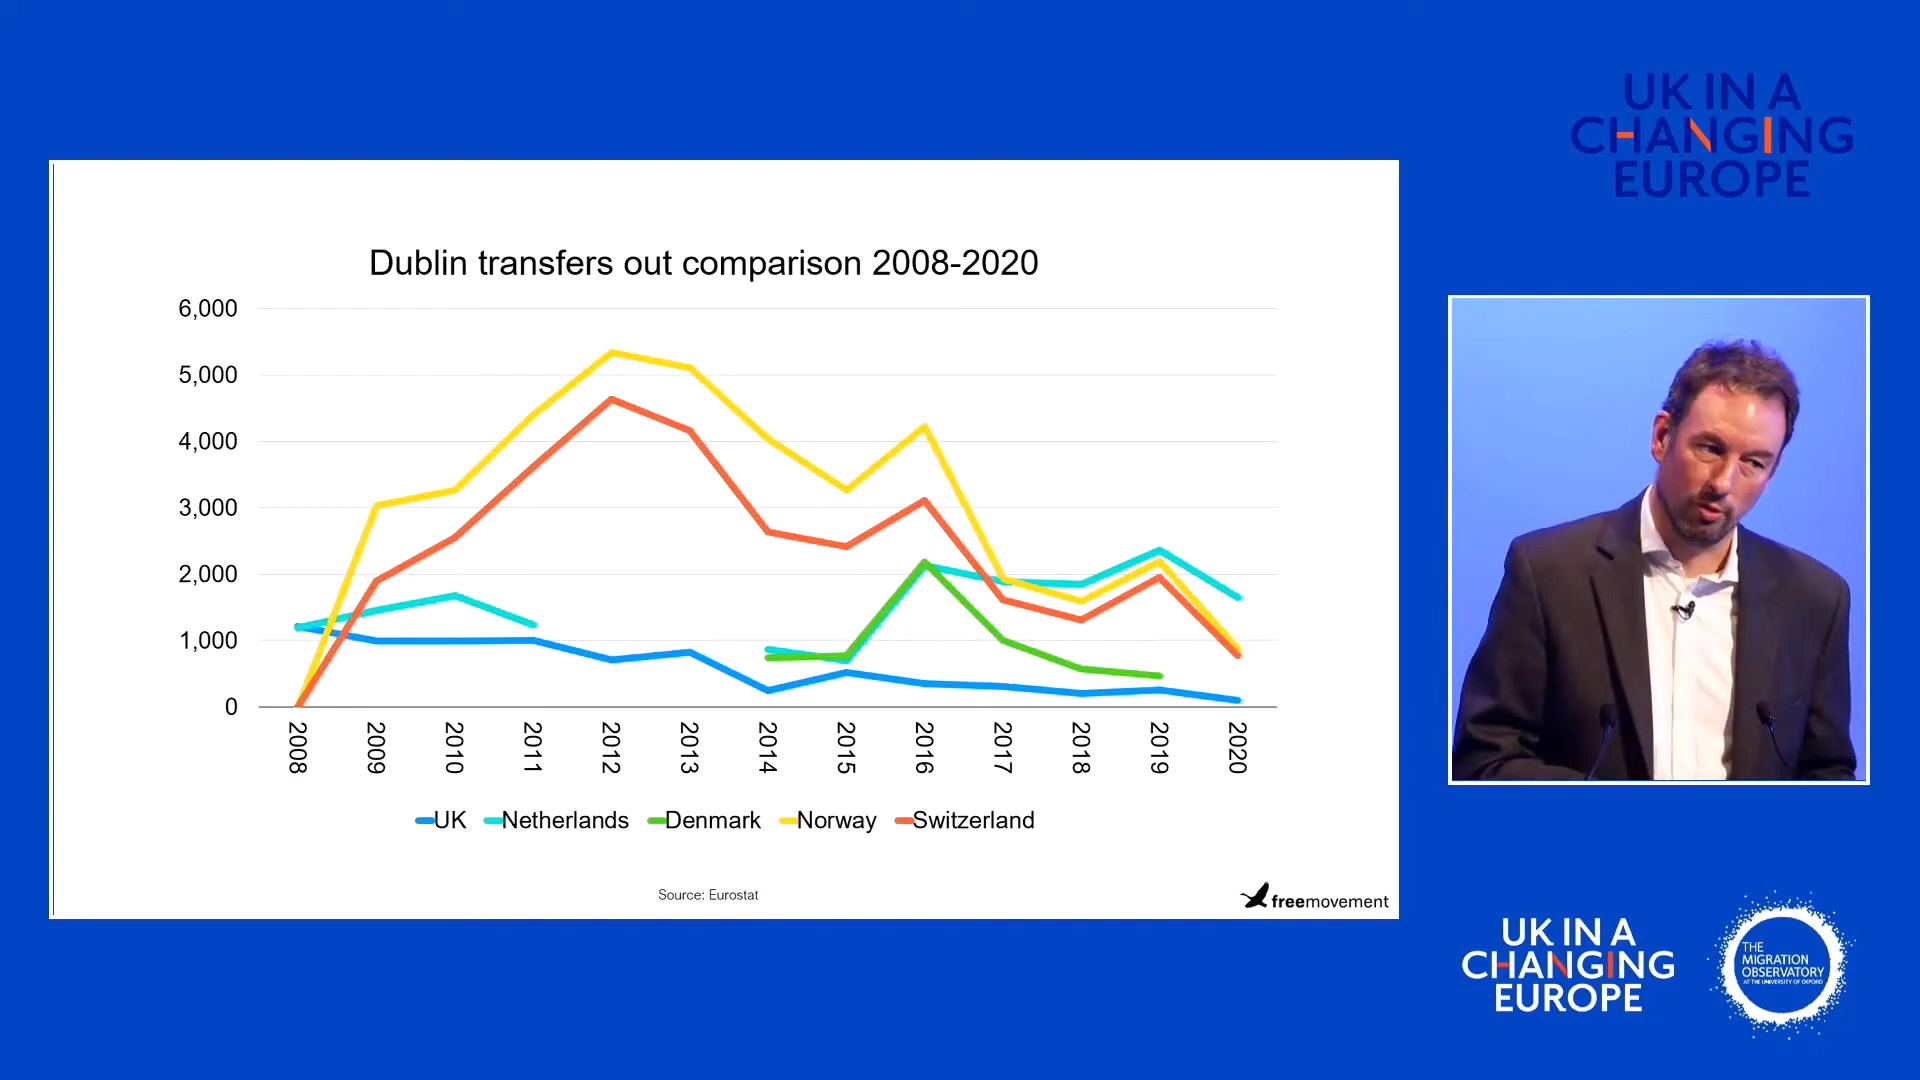 UK IN A
CHANGING
EUROPE
Dublin transfers out comparison 2008-2020
6,000
5,000
4,000
3,000
2,000
1,000
0
2008
2009
2010
2011
2012
2013
2014
2015
2016
2017
2018
2019
2020
UK Netherlands Denmark Norway Switzerland
Source: Eurostat
freemovement
UK IN A
CHANGING
EUROPE
THE
MIGRATION
OBSERVATORY
AT THE UNIVERSITY OF OXFORD